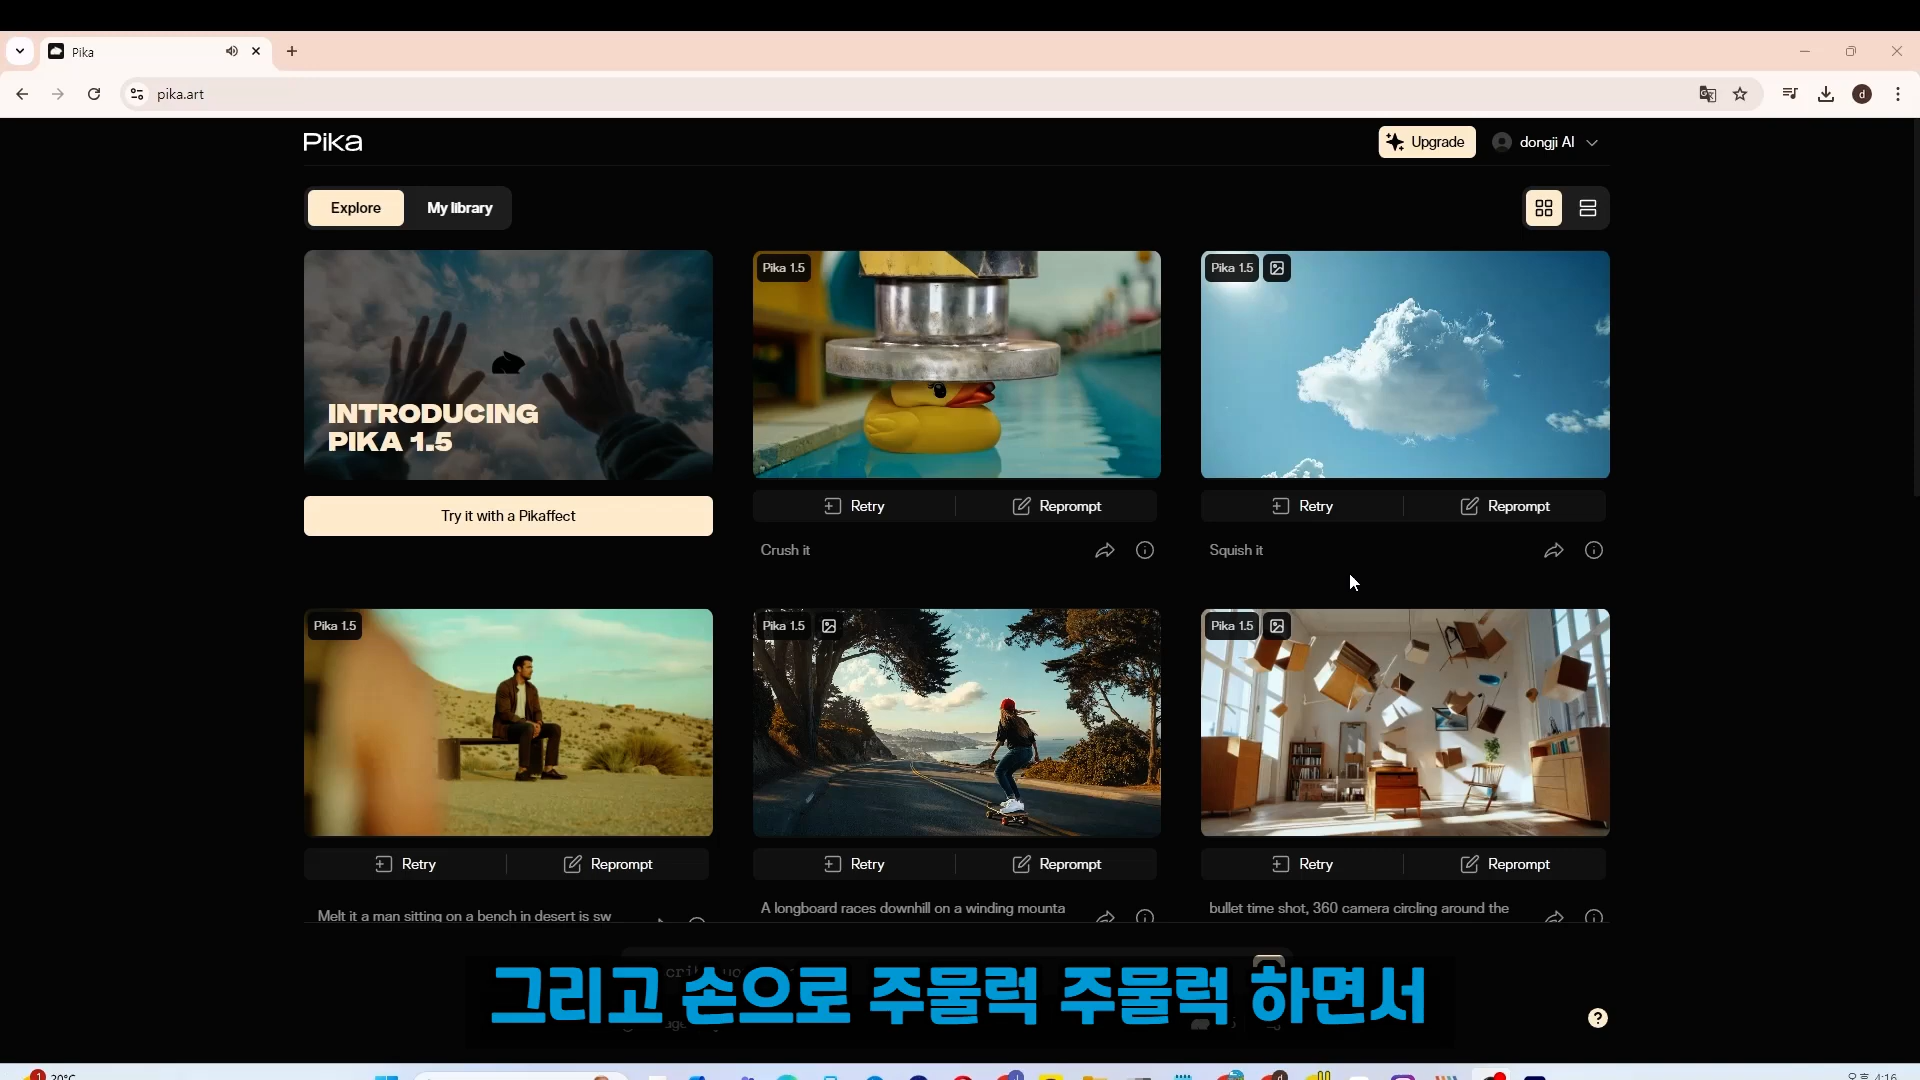 Pika
pika.art
Pika
Upgrade
dongji AI
Explore
My library
INTRODUCING
PIKA 1.5
Try it with a Pikaffect
Pika 1.5
Retry
Reprompt
Crush it
Pika 1.5
Retry
Reprompt
Squish it
Pika 1.5
Retry
Reprompt
Melt it a man sitting on a bench in desert is sw
Pika 1.5
Retry
Reprompt
A longboard races downhill on a winding mounta
Pika 1.5
Retry
Reprompt
bullet time shot, 360 camera circling around the
그리고 손으로 주물럭 주물럭 하면서
?